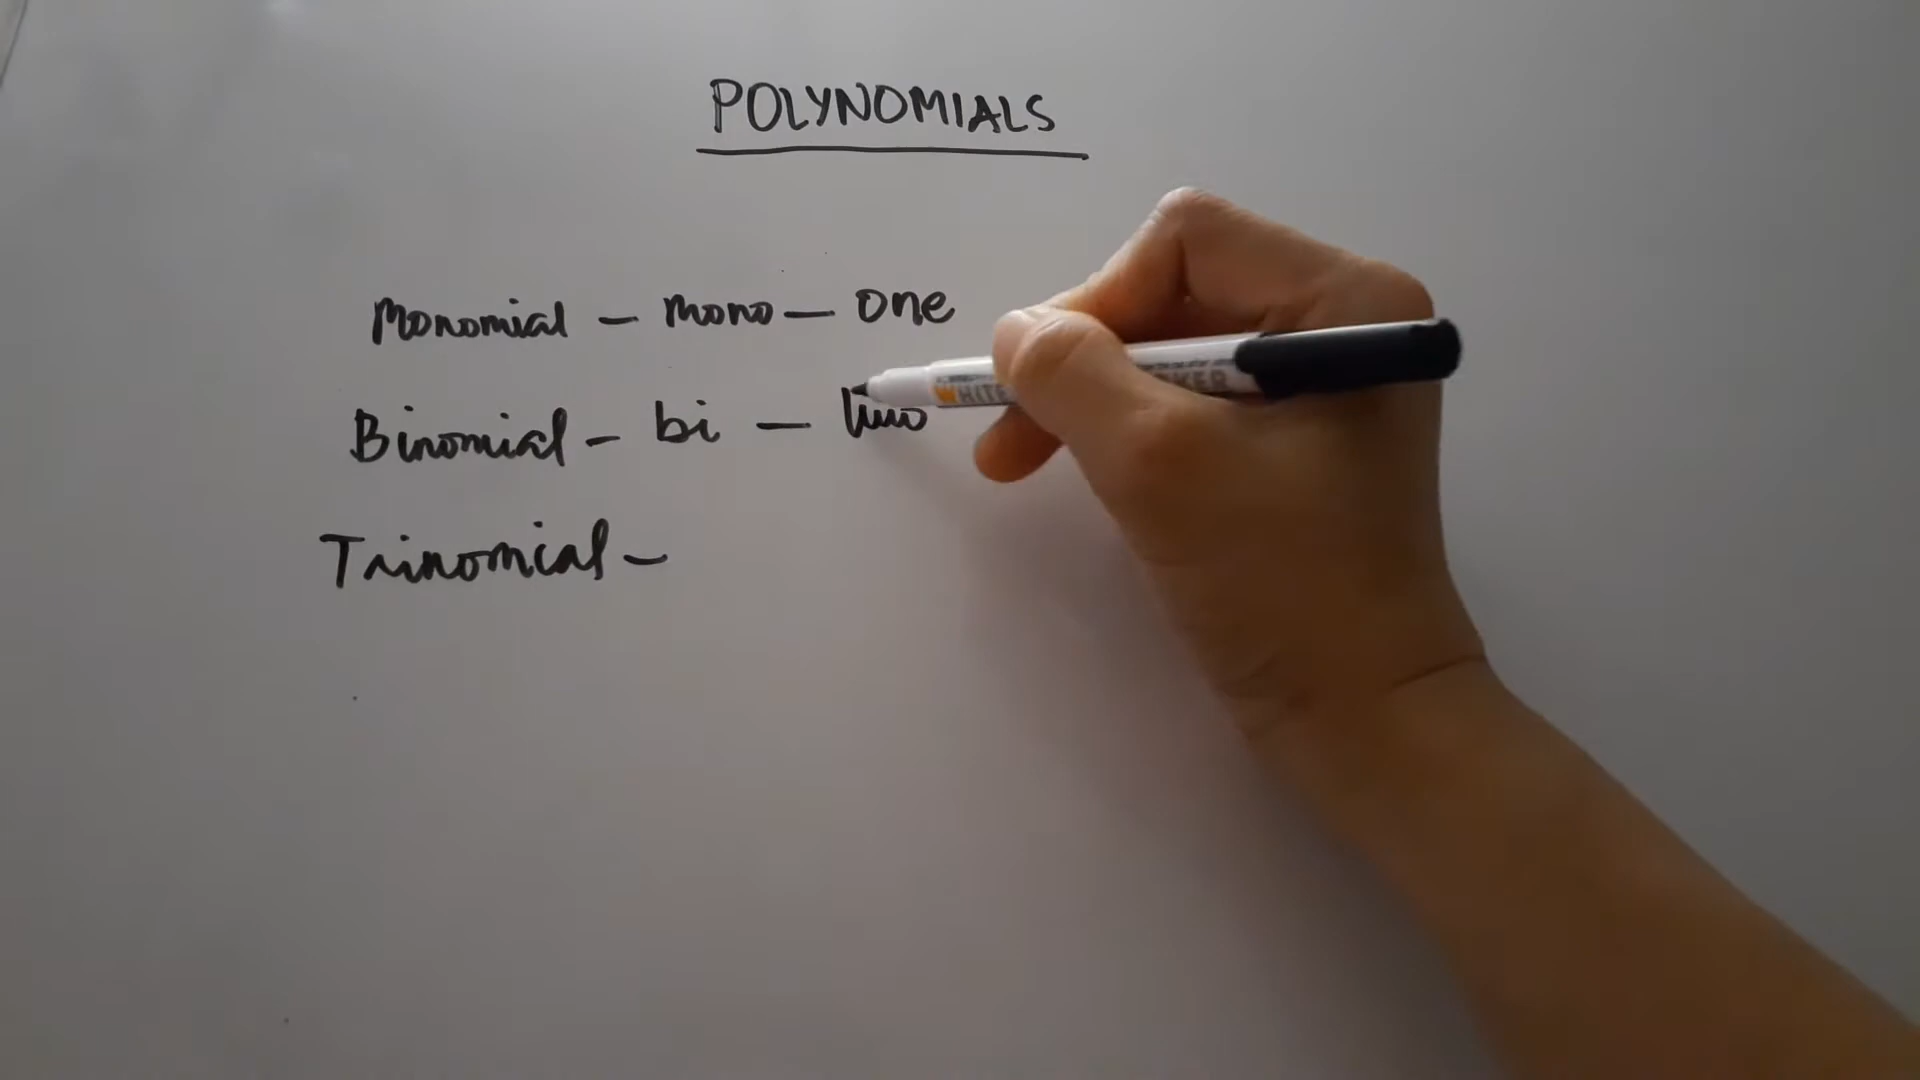 POLYNOMIALS
Monomial - mono - one
Binomial - bi - two
Trinomial -